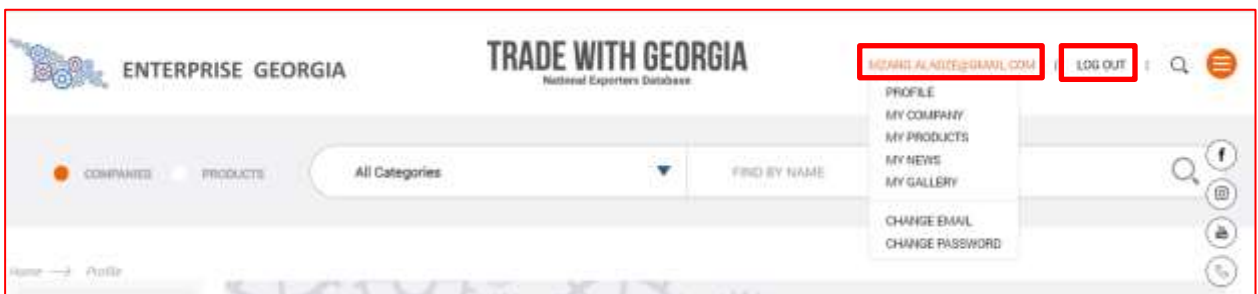 ENTERPRISE GEORGIA
TRADE WITH GEORGIA
National Exporters Database
LOG OUT
PROFILE
MY COMPANY
MY PRODUCTS
MY NEWS
MY GALLERY
CHANGE EMAIL
CHANGE PASSWORD
COMPANIES
PRODUCTS
All Categories
FIND BY NAME
Home → Profile